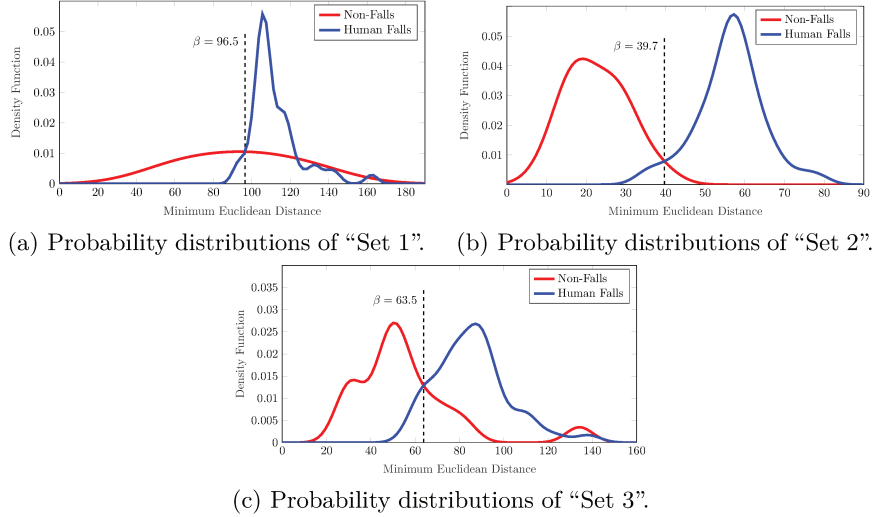 0.05
0.04
0.03
0.02
0.01
0
0 20 40 60 80 100 120 140 160 180
Density Function
Minimum Euclidean Distance
β = 96.5
Non-Falls
Human Falls
(a) Probability distributions of “Set 1”.
0.05
0.04
0.03
0.02
0.01
0 10 20 30 40 50 60 70 80 90
Density Function
Minimum Euclidean Distance
β = 39.7
Non-Falls
Human Falls
(b) Probability distributions of “Set 2”.
0.035
0.03
0.025
0.02
0.015
0.01
0.005
0
0 20 40 60 80 100 120 140 160
Density Function
Minimum Euclidean Distance
β = 63.5
Non-Falls
Human Falls
(c) Probability distributions of “Set 3”.